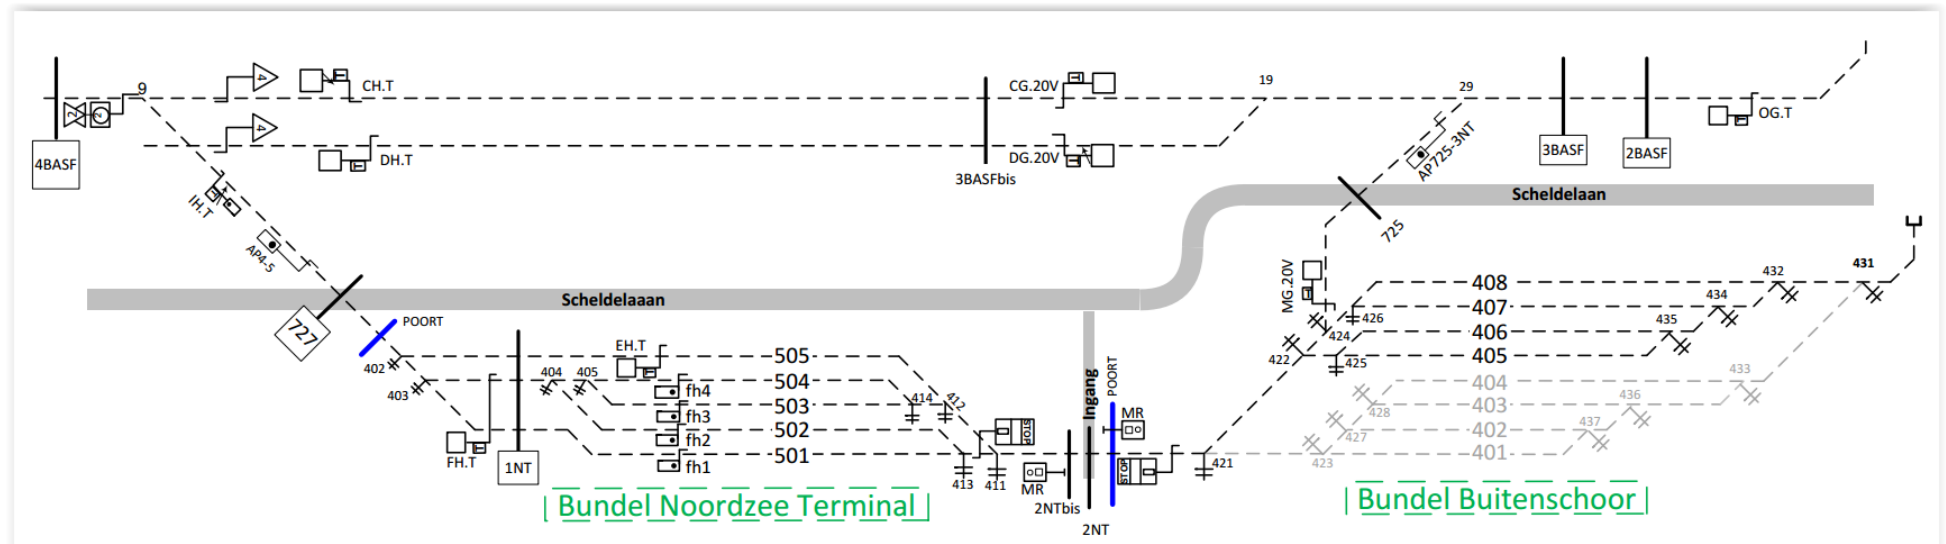 9
4
T
CH.T
CG.20V
T
19
29
2
2
4BASF
4
DH.T
T
DG.20V
T
3BASFbis
AP725-3NT
3BASF
2BASF
OG.T
T
IH.T
AP4-5
Scheldelaan
725
Scheldelaaan
727
POORT
MG.20V
T
408
432
431
407
434
426
406
435
424
422
405
425
402
EH.T
T
505
403
404
405
504
fh4
503
fh3
414
412
502
fh2
501
fh1
FH.T
T
1NT
413
411
STOP
MR
2NTbis
2NT
Ingang
POORT
MR
STOP
421
404
433
403
428
436
402
427
437
401
423
Bundel Noordzee Terminal
Bundel Buitenschoor